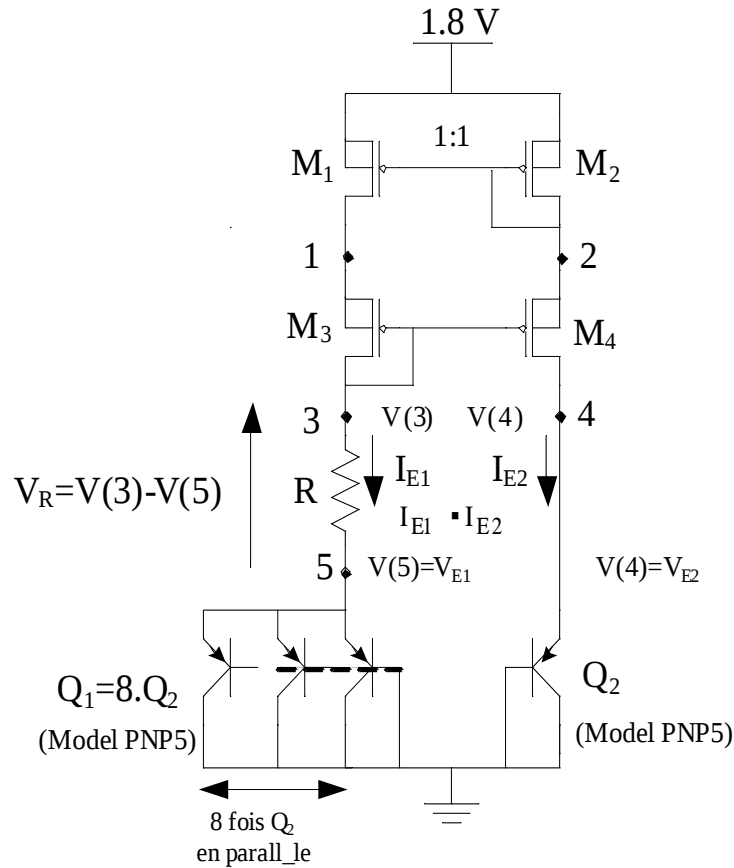 1.8 V
1:1
M1
M2
1
2
M3
M4
3
V(3)
V(4)
4
VR=V(3)-V(5)
R
IE1
IE2
IE1 ▪ IE2
5
V(5)=VE1
V(4)=VE2
Q1=8.Q2
(Model PNP5)
Q2
(Model PNP5)
8 fois Q2
en parall_le